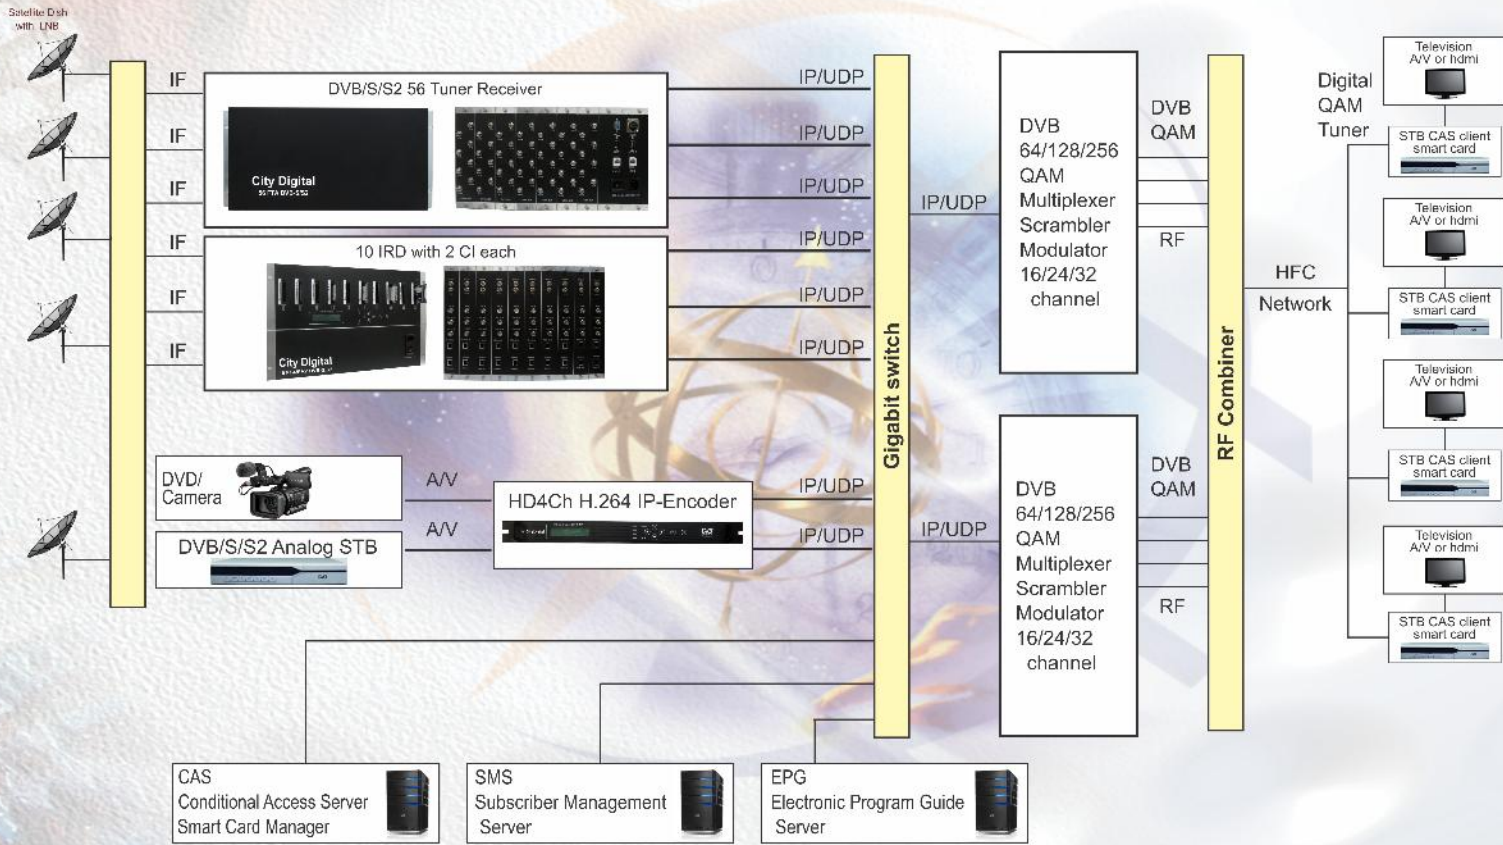 Satellite Dish
with LNB
IF
IF
IF
IF
IF
IF
DVB/S/S2 56 Tuner Receiver
City Digital
56 FTA DVB-S/S2
10 IRD with 2 CI each
City Digital
DVD/
Camera
DVB/S/S2 Analog STB
A/V
A/V
HD4Ch H.264 IP-Encoder
IP/UDP
IP/UDP
IP/UDP
IP/UDP
IP/UDP
IP/UDP
IP/UDP
IP/UDP
Gigabit switch
IP/UDP
IP/UDP
DVB
64/128/256
QAM
Multiplexer
Scrambler
Modulator
16/24/32
channel
DVB
64/128/256
QAM
Multiplexer
Scrambler
Modulator
16/24/32
channel
DVB
QAM
RF
DVB
QAM
RF
RF Combiner
HFC
Network
Digital
QAM
Tuner
Television
A/V or hdmi
STB CAS client
smart card
Television
A/V or hdmi
STB CAS client
smart card
Television
A/V or hdmi
STB CAS client
smart card
Television
A/V or hdmi
STB CAS client
smart card
CAS
Conditional Access Server
Smart Card Manager
SMS
Subscriber Management
Server
EPG
Electronic Program Guide
Server